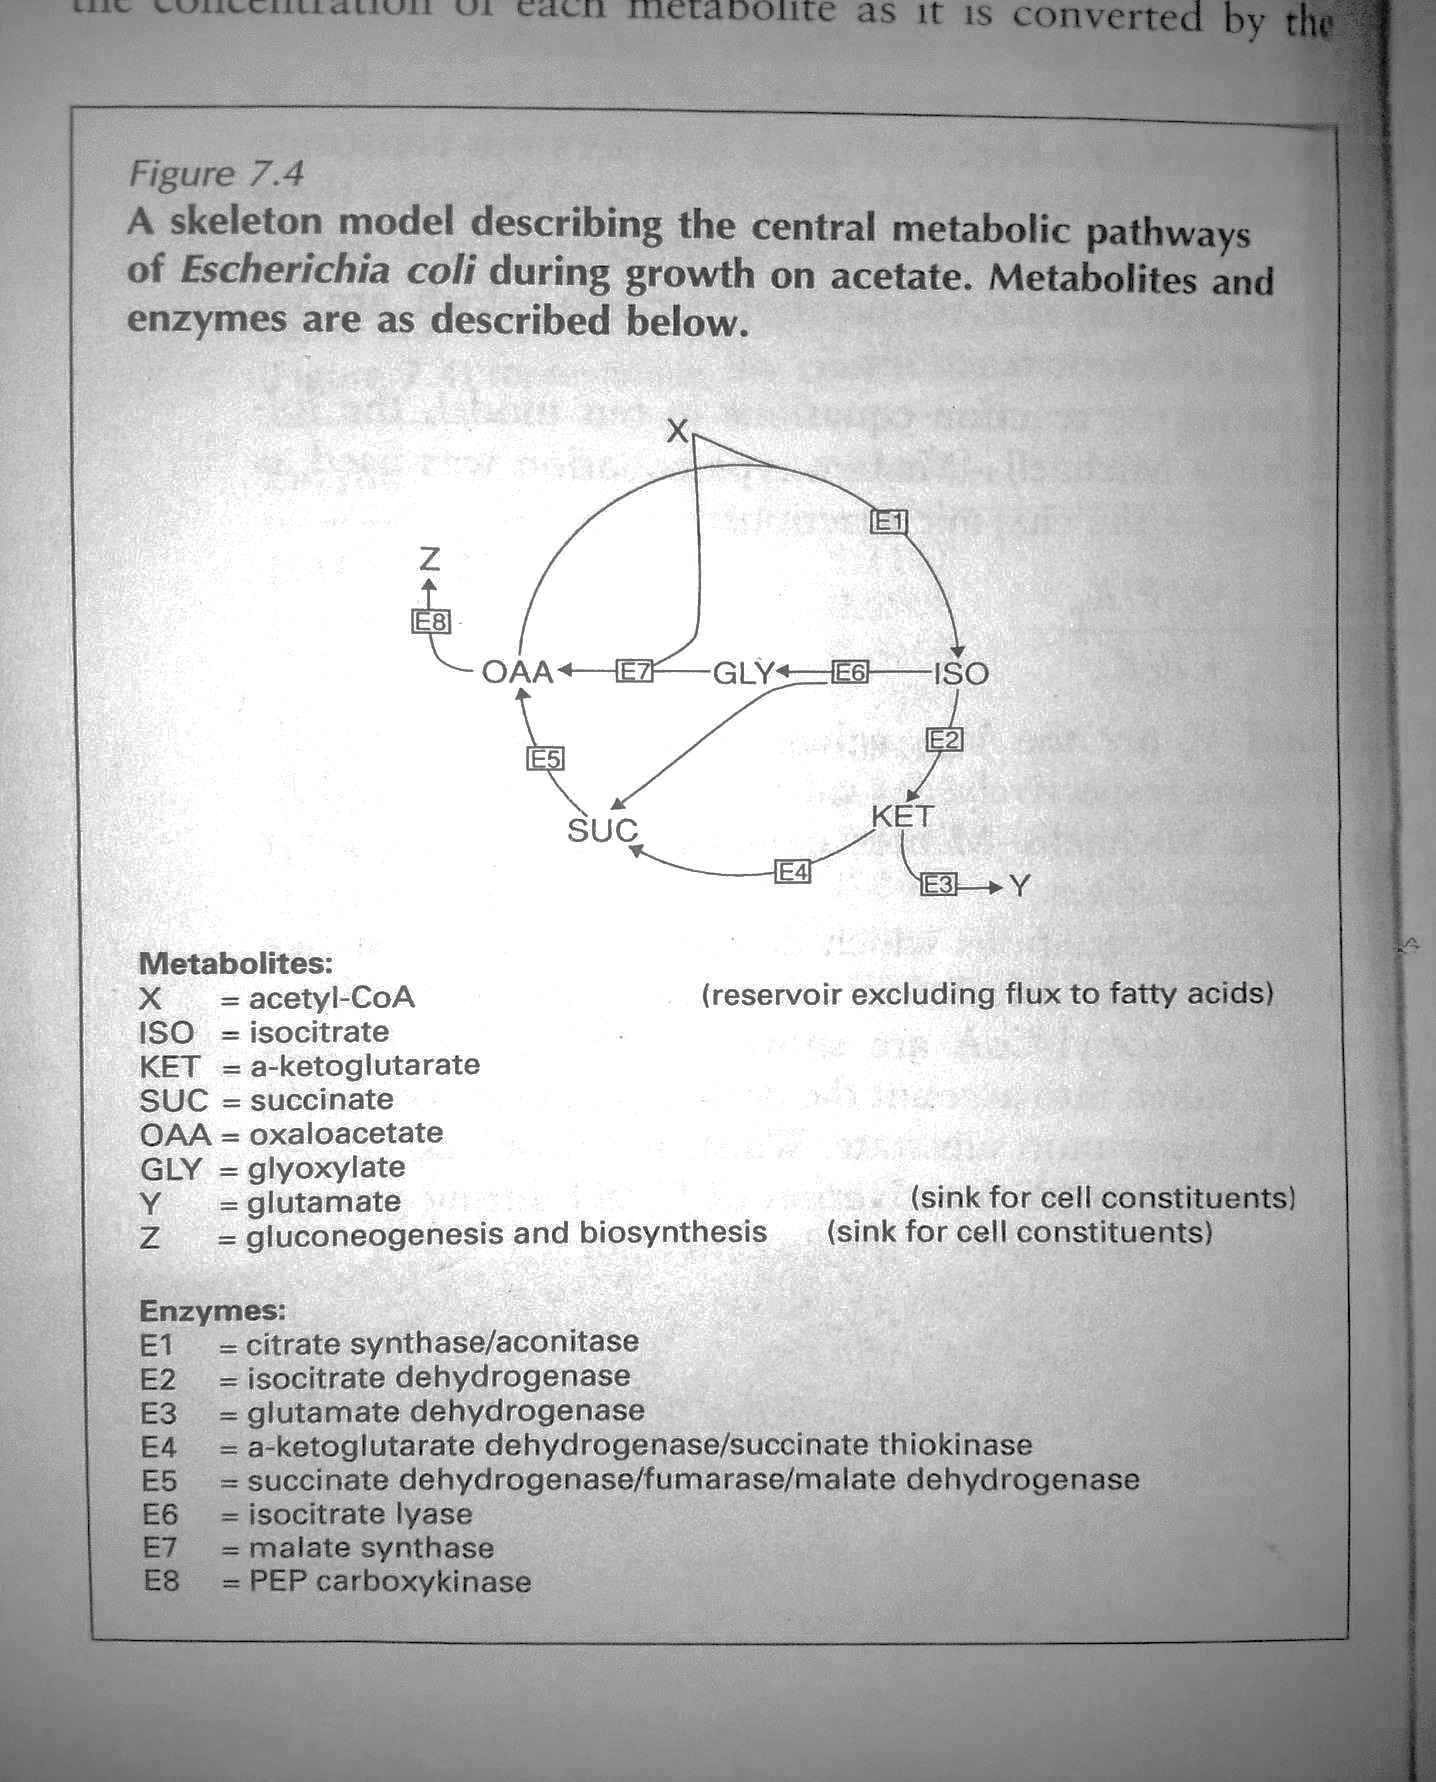 the concentration of each metabolite as it is converted by the
Figure 7.4
A skeleton model describing the central metabolic pathways
of Escherichia coli during growth on acetate. Metabolites and
enzymes are as described below.
X
E1
Z
E8
OAA E7 GLY E6 ISO
E2
E5
KET
SUC
E4
E3 Y
Metabolites:
X = acetyl-CoA (reservoir excluding flux to fatty acids)
ISO = isocitrate
KET = a-ketoglutarate
SUC = succinate
OAA = oxaloacetate
GLY = glyoxylate
Y = glutamate (sink for cell constituents)
Z = gluconeogenesis and biosynthesis (sink for cell constituents)
Enzymes:
E1 = citrate synthase/aconitase
E2 = isocitrate dehydrogenase
E3 = glutamate dehydrogenase
E4 = a-ketoglutarate dehydrogenase/succinate thiokinase
E5 = succinate dehydrogenase/fumarase/malate dehydrogenase
E6 = isocitrate lyase
E7 = malate synthase
E8 = PEP carboxykinase